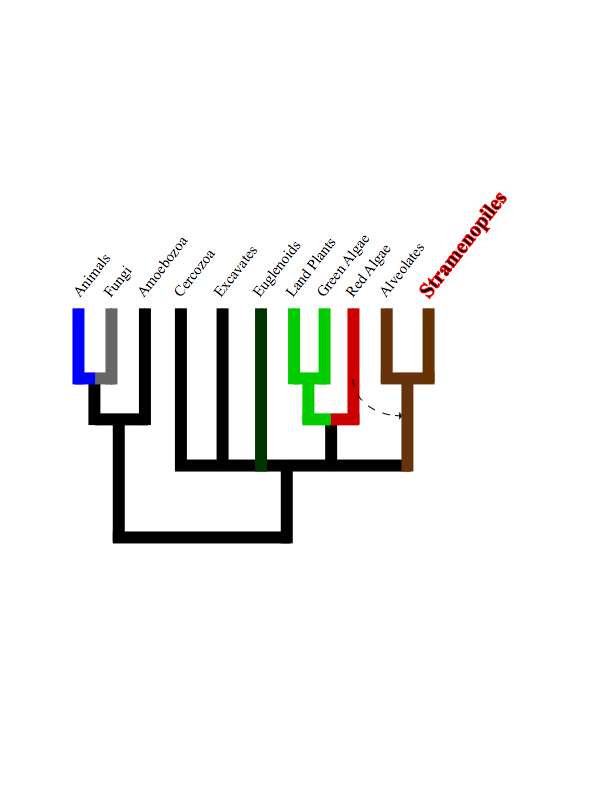 Animals
Fungi
Amoebozoa
Cercozoa
Excavates
Euglenoids
Land Plants
Green Algae
Red Algae
Alveolates
Stramenopiles